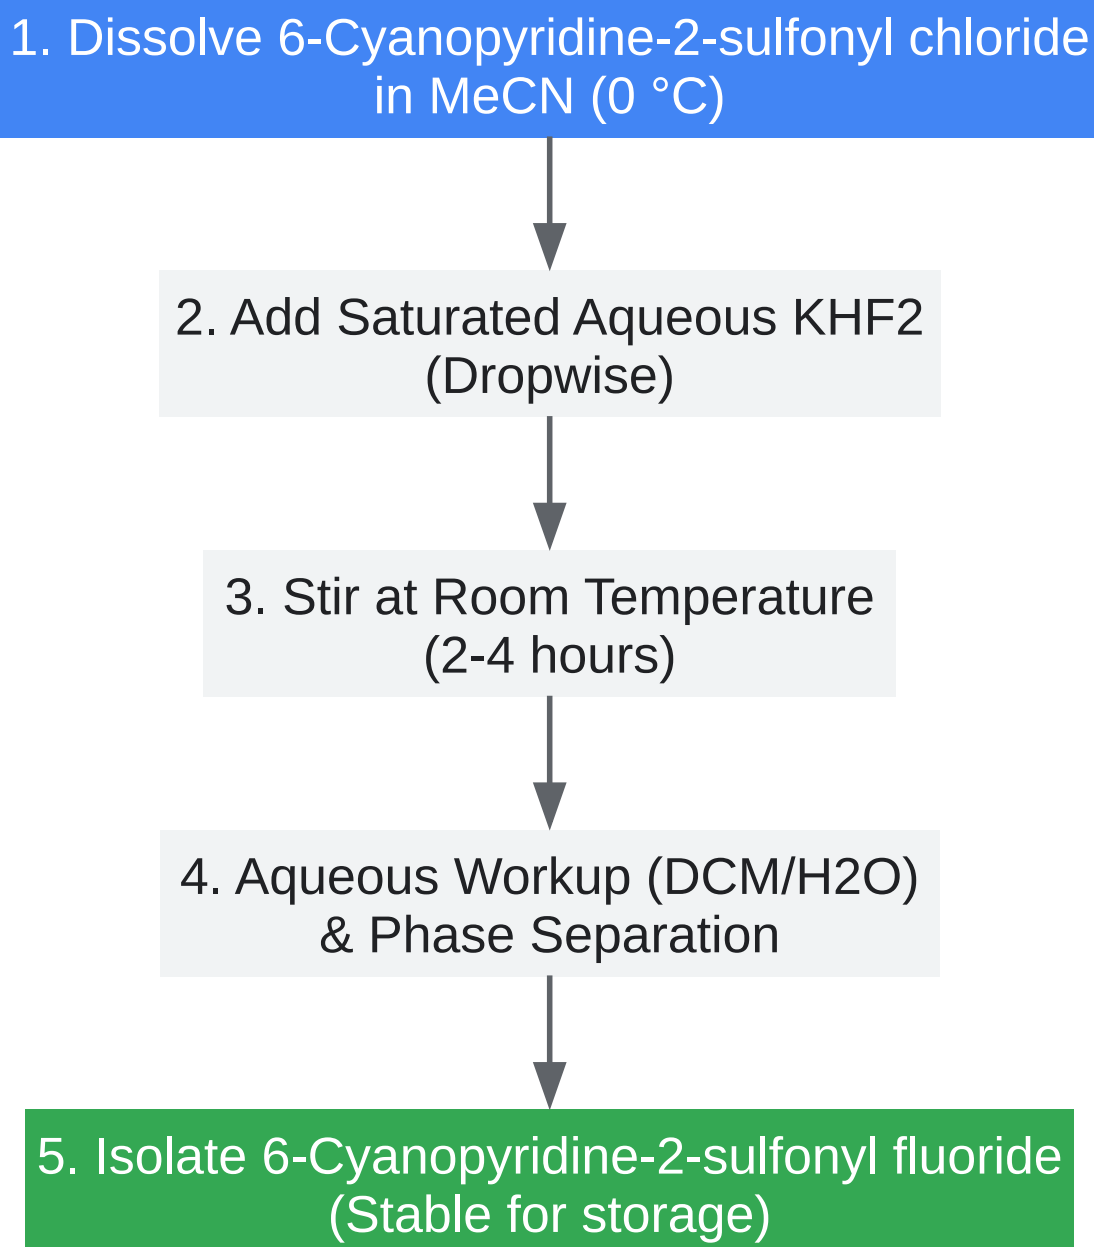 1. Dissolve 6-Cyanopyridine-2-sulfonyl chloride
in MeCN (0 °C)
2. Add Saturated Aqueous KHF2
(Dropwise)
3. Stir at Room Temperature
(2-4 hours)
4. Aqueous Workup (DCM/H2O)
& Phase Separation
5. Isolate 6-Cyanopyridine-2-sulfonyl fluoride
(Stable for storage)